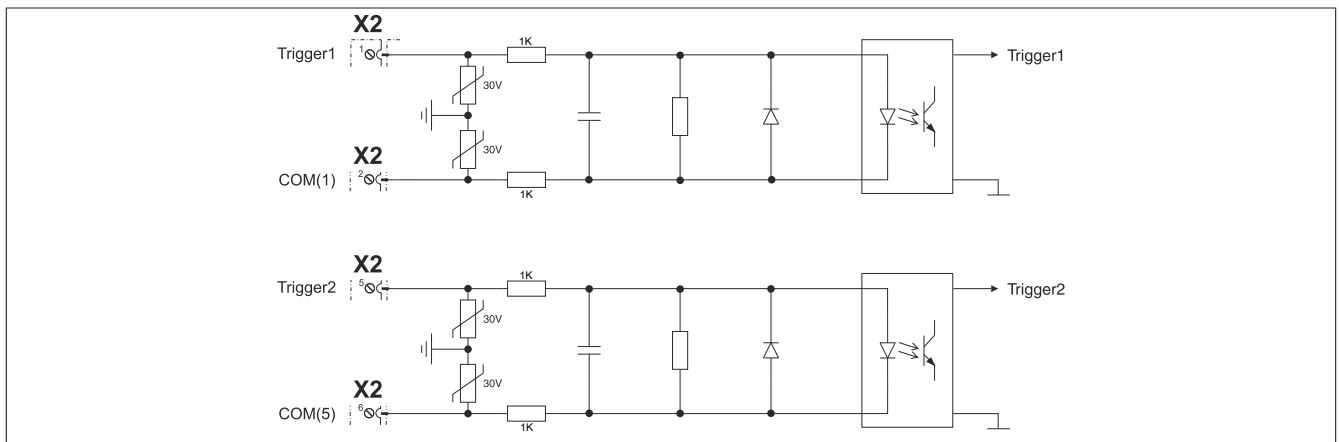 X2
Trigger1
1
1K
Trigger1
30V
30V
X2
COM(1)
2
1K
X2
Trigger2
5
1K
Trigger2
30V
30V
X2
COM(5)
6
1K